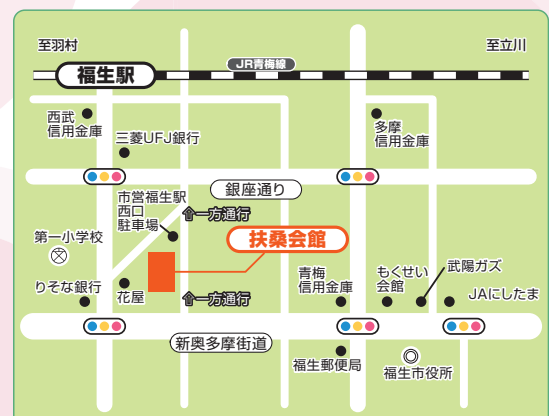 至羽村
至立川
JR青梅線
福生駅
西武
信用金庫
三菱UFJ銀行
多摩
信用金庫
銀座通り
市営福生駅
西口
駐車場
⇧一方通行
第一小学校
扶桑会館
りそな銀行
花屋
⇧一方通行
青梅
信用金庫
もくせい
会館
武陽ガズ
JAにしたま
新奥多摩街道
福生郵便局
福生市役所